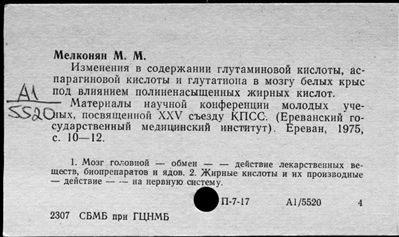 Мелконян М. М.
Изменения в содержании глутаминовой кислоты, ас-
парагиновой кислоты и глутатиона в мозгу белых крыс
под влиянием полиненасыщенных жирных кислот.
А1
5520
Материалы научной конференции молодых уче-
ных, посвященной XXV съезду КПСС. (Ереванский го-
сударственный медицинский институт). Ереван, 1975,
с. 10—12.
1. Мозг головной — обмен — — действие лекарственных ве-
ществ, биопрепаратов и ядов. 2. Жирные кислоты и их производные
— действие — — на нервную систему.
П-7-17 А1/5520 4
2307 СБМБ при ГЦНМБ